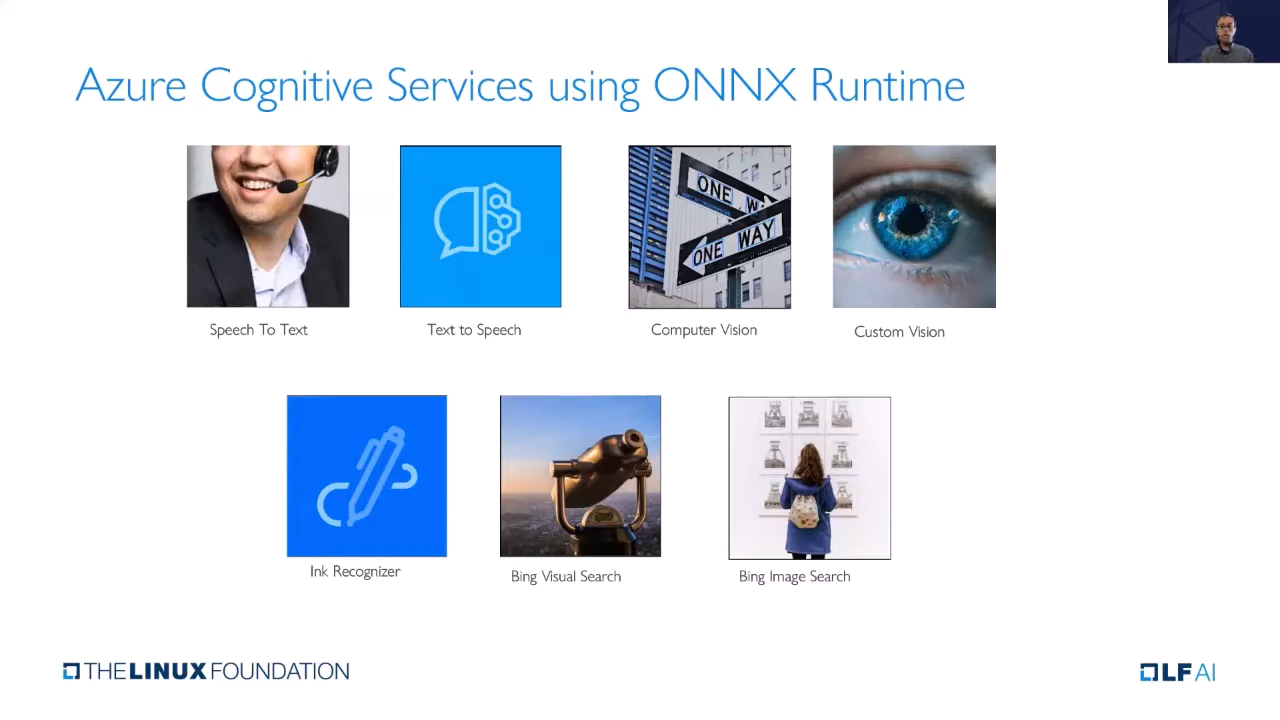 Azure Cognitive Services using ONNX Runtime
ONE W
ONE WAY
Speech To Text
Text to Speech
Computer Vision
Custom Vision
Ink Recognizer
Bing Visual Search
Bing Image Search
THE LINUX FOUNDATION
LF AI